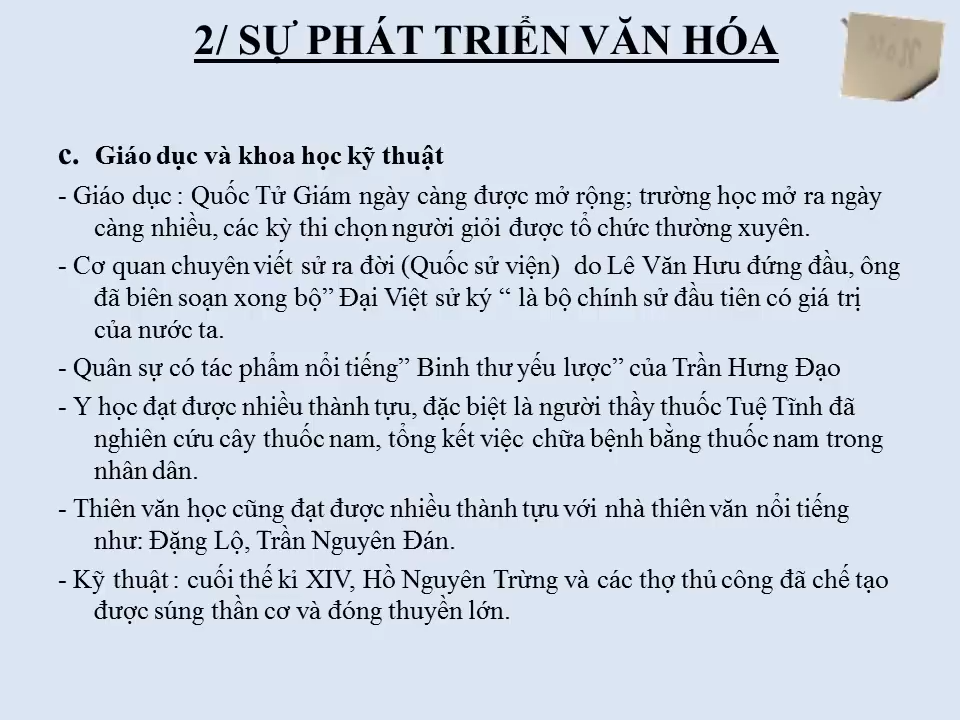 2/ SỰ PHÁT TRIỂN VĂN HÓA
c. Giáo dục và khoa học kỹ thuật
- Giáo dục : Quốc Tử Giám ngày càng được mở rộng; trường học mở ra ngày
càng nhiều, các kỳ thi chọn người giỏi được tổ chức thường xuyên.
- Cơ quan chuyên viết sử ra đời (Quốc sử viện) do Lê Văn Hưu đứng đầu, ông
đã biên soạn xong bộ” Đại Việt sử ký “ là bộ chính sử đầu tiên có giá trị
của nước ta.
- Quân sự có tác phẩm nổi tiếng” Binh thư yếu lược” của Trần Hưng Đạo
- Y học đạt được nhiều thành tựu, đặc biệt là người thầy thuốc Tuệ Tĩnh đã
nghiên cứu cây thuốc nam, tổng kết việc chữa bệnh bằng thuốc nam trong
nhân dân.
- Thiên văn học cũng đạt được nhiều thành tựu với nhà thiên văn nổi tiếng
như: Đặng Lộ, Trần Nguyên Đán.
- Kỹ thuật : cuối thế kỉ XIV, Hồ Nguyên Trừng và các thợ thủ công đã chế tạo
được súng thần cơ và đóng thuyền lớn.